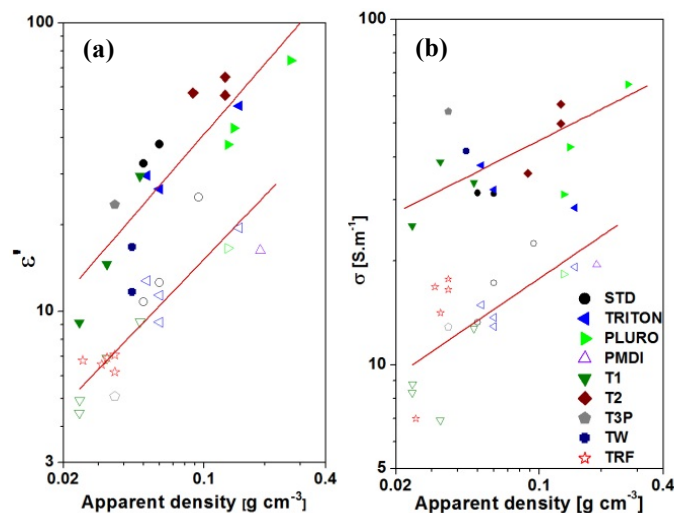 100
(a)
ε'
10
3
0.02
0.1
0.4
Apparent density [g cm⁻³]
100
(b)
σ [S.m⁻¹]
10
5
0.02
0.1
0.4
Apparent density [g cm⁻³]
STD
TRITON
PLURO
PMDI
T1
T2
T3P
TW
TRF